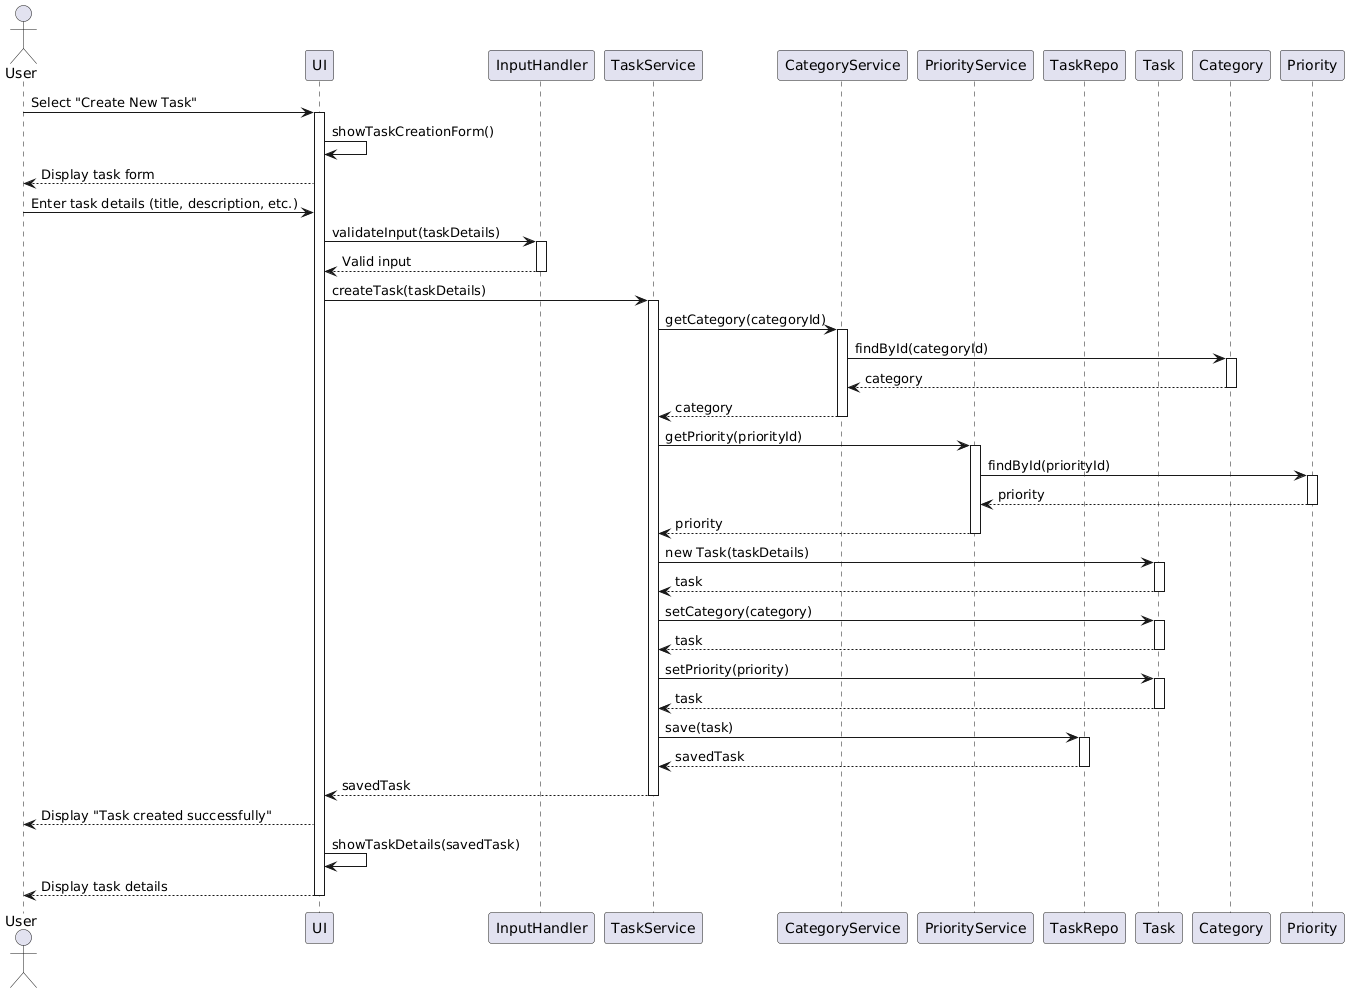 User
UI
InputHandler
TaskService
CategoryService
PriorityService
TaskRepo
Task
Category
Priority
Select "Create New Task"
showTaskCreationForm()
Display task form
Enter task details (title, description, etc.)
validateInput(taskDetails)
Valid input
createTask(taskDetails)
getCategory(categoryId)
findById(categoryId)
category
category
getPriority(priorityId)
findById(priorityId)
priority
priority
new Task(taskDetails)
task
setCategory(category)
task
setPriority(priority)
task
save(task)
savedTask
savedTask
Display "Task created successfully"
showTaskDetails(savedTask)
Display task details
User
UI
InputHandler
TaskService
CategoryService
PriorityService
TaskRepo
Task
Category
Priority